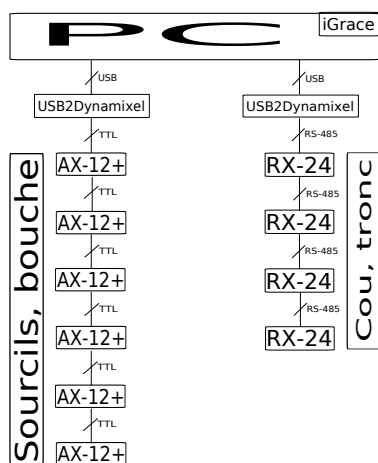 PC
iGrace
USB
USB
USB2Dynamixel
USB2Dynamixel
TTL
RS-485
AX-12+
RX-24
TTL
RS-485
AX-12+
RX-24
TTL
RS-485
AX-12+
RX-24
TTL
RS-485
AX-12+
RX-24
TTL
AX-12+
TTL
AX-12+
Sourcils, bouche
Cou, tronc